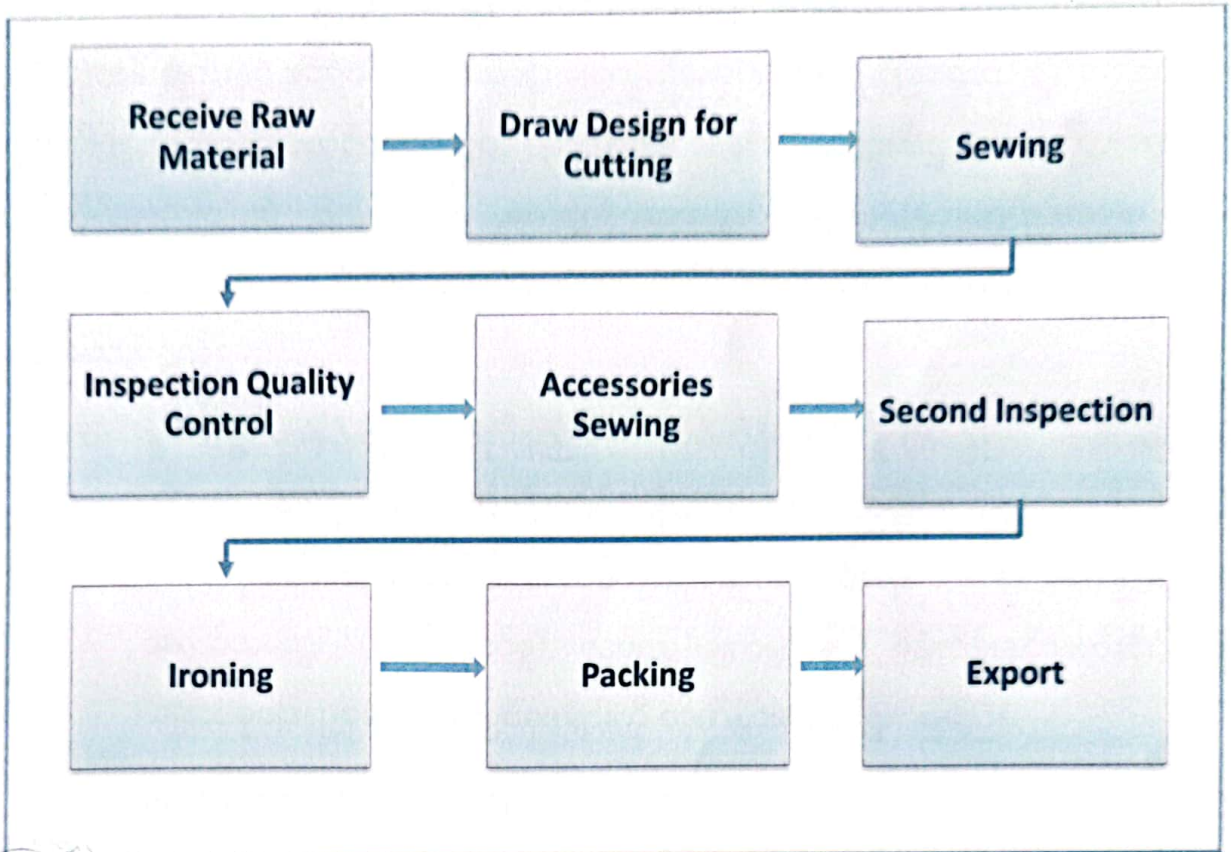 Receive Raw
Material
Draw Design for
Cutting
Sewing
Inspection Quality
Control
Accessories
Sewing
Second Inspection
Ironing
Packing
Export